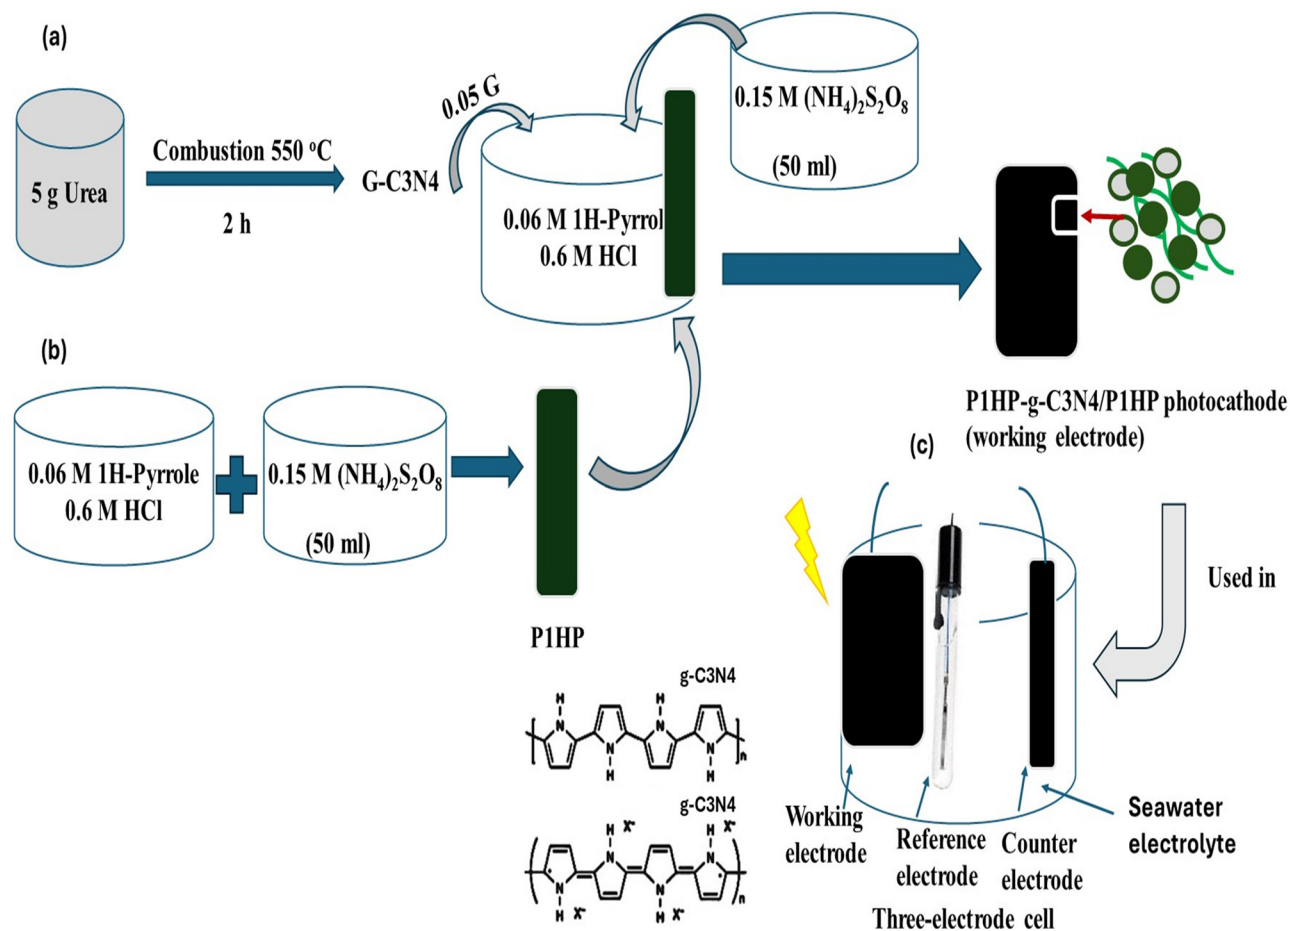 (a)
5 g Urea
Combustion 550 °C
2 h
G-C3N4
0.05 G
0.06 M 1H-Pyrrol
0.6 M HCl
0.15 M (NH₄)₂S₂O₈
(50 ml)
P1HP-g-C3N4/P1HP photocathode
(working electrode)
(b)
0.06 M 1H-Pyrrole
0.6 M HCl
0.15 M (NH₄)₂S₂O₈
(50 ml)
P1HP
g-C3N4
H
H
N
N
N
N
H
H
n
g-C3N4
H
X⁻
H
X⁻
N
N
N
N
H
X⁻
H
X⁻
n
(c)
Used in
Working
electrode
Reference
electrode
Counter
electrode
Seawater
electrolyte
Three-electrode cell